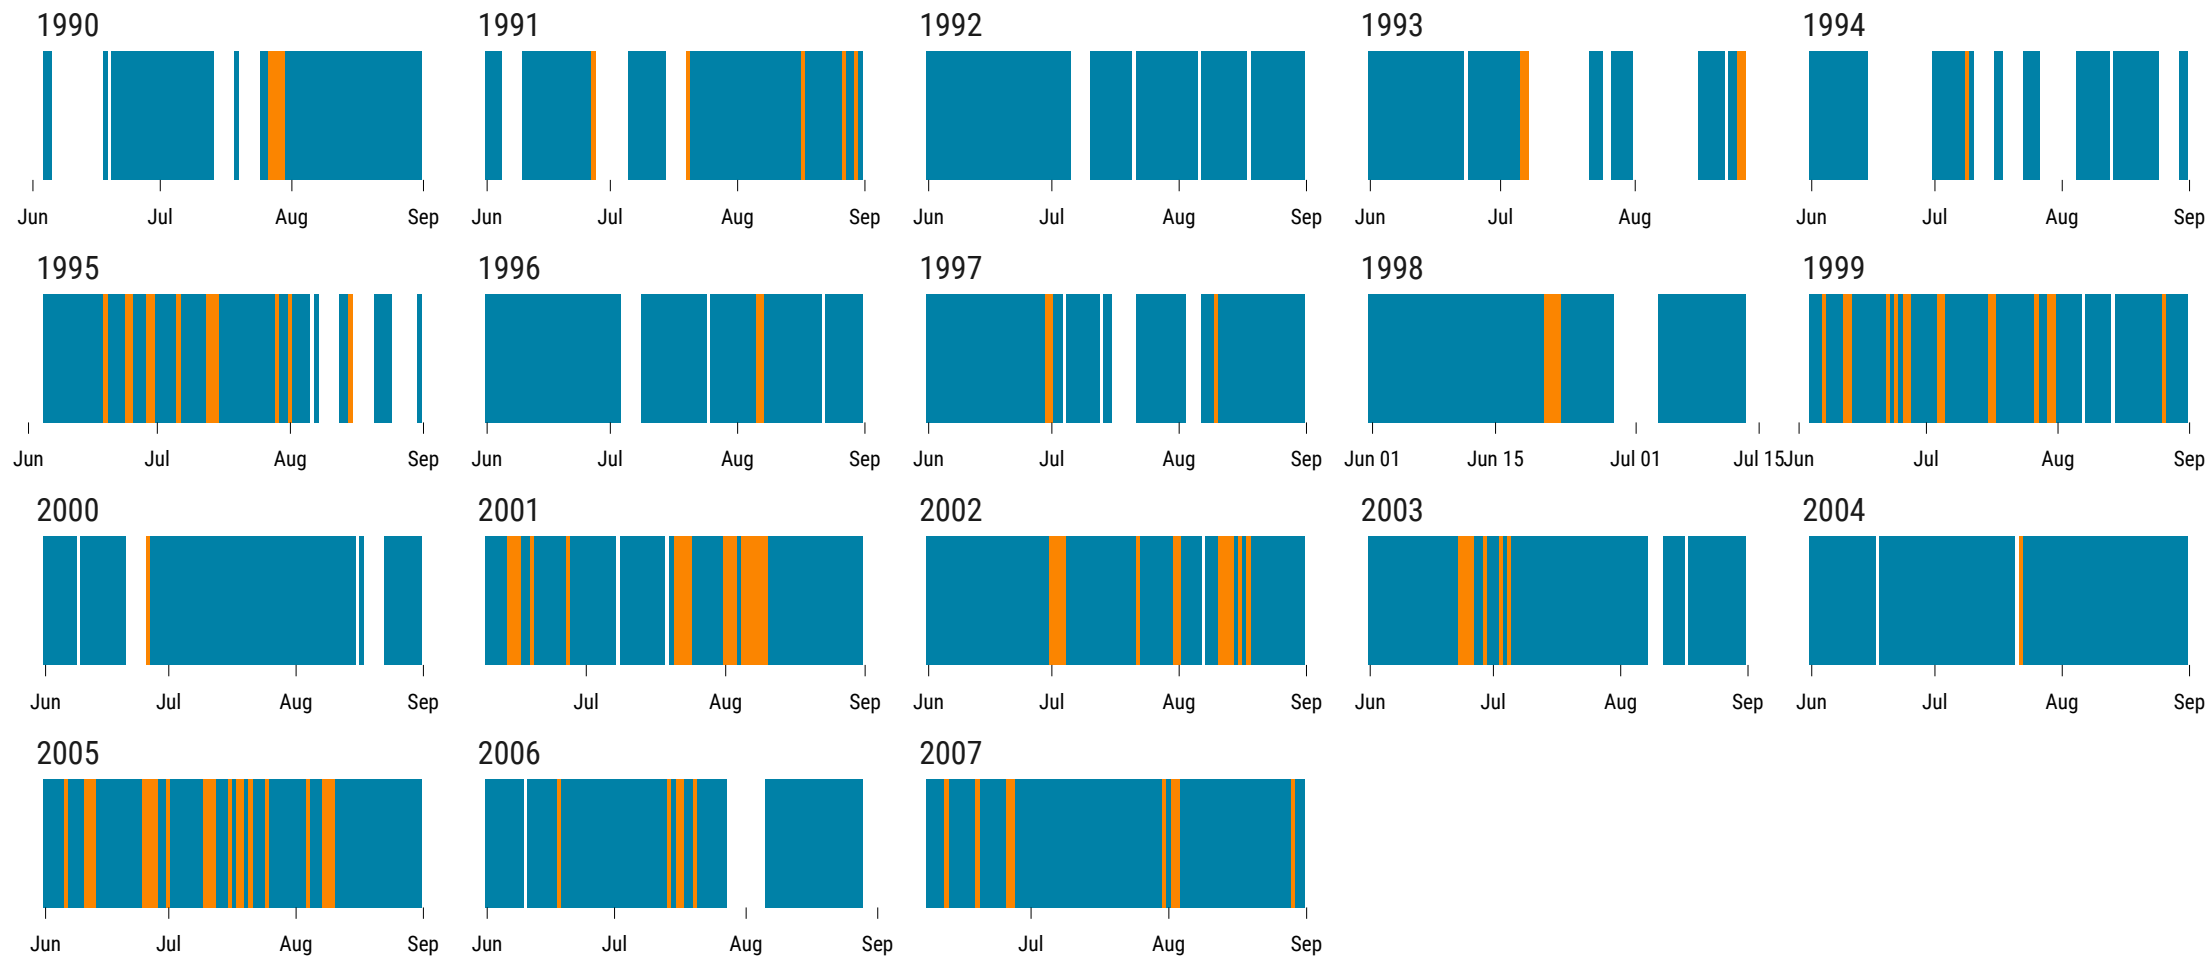 1990 1991 1992 1993 1994
Jun Jul Aug Sep Jun Jul Aug Sep Jun Jul Aug Sep Jun Jul Aug Jun Jul Aug Sep
1995 1996 1997 1998 1999
Jun Jul Aug Sep Jun Jul Aug Sep Jun Jul Aug Sep Jun 01 Jun 15 Jul 01 Jul 15 Jun Jul Aug Sep
2000 2001 2002 2003 2004
Jun Jul Aug Sep Jul Aug Sep Jun Jul Aug Sep Jun Jul Aug Sep Jun Jul Aug Sep
2005 2006 2007
Jun Jul Aug Sep Jun Jul Aug Sep Jul Aug Sep